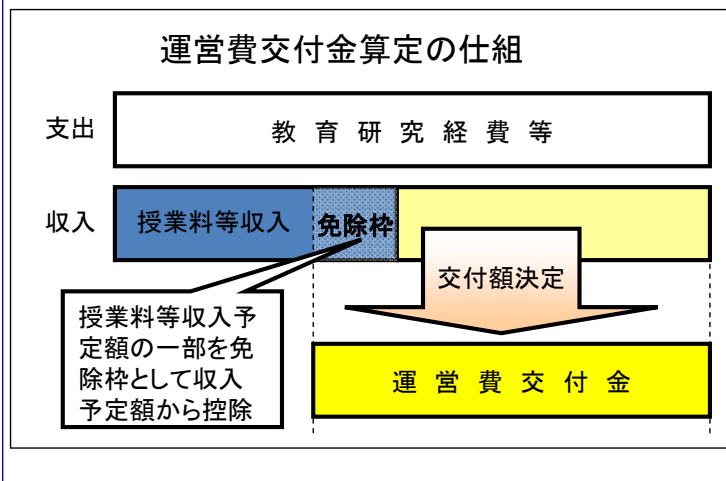 運営費交付金算定の仕組
支出
教育研究経費等
収入
授業料等収入
免除枠
交付額決定
授業料等収入予
定額の一部を免
除枠として収入
予定額から控除
運営費交付金